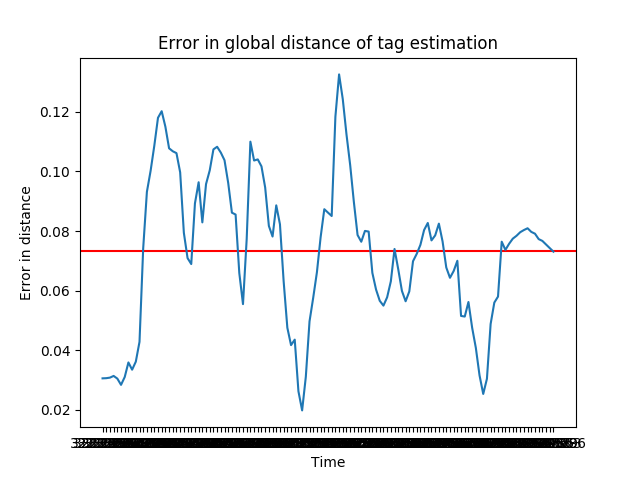 Error in global distance of tag estimation
0.12
0.10
0.08
0.06
0.04
0.02
Error in distance
Time